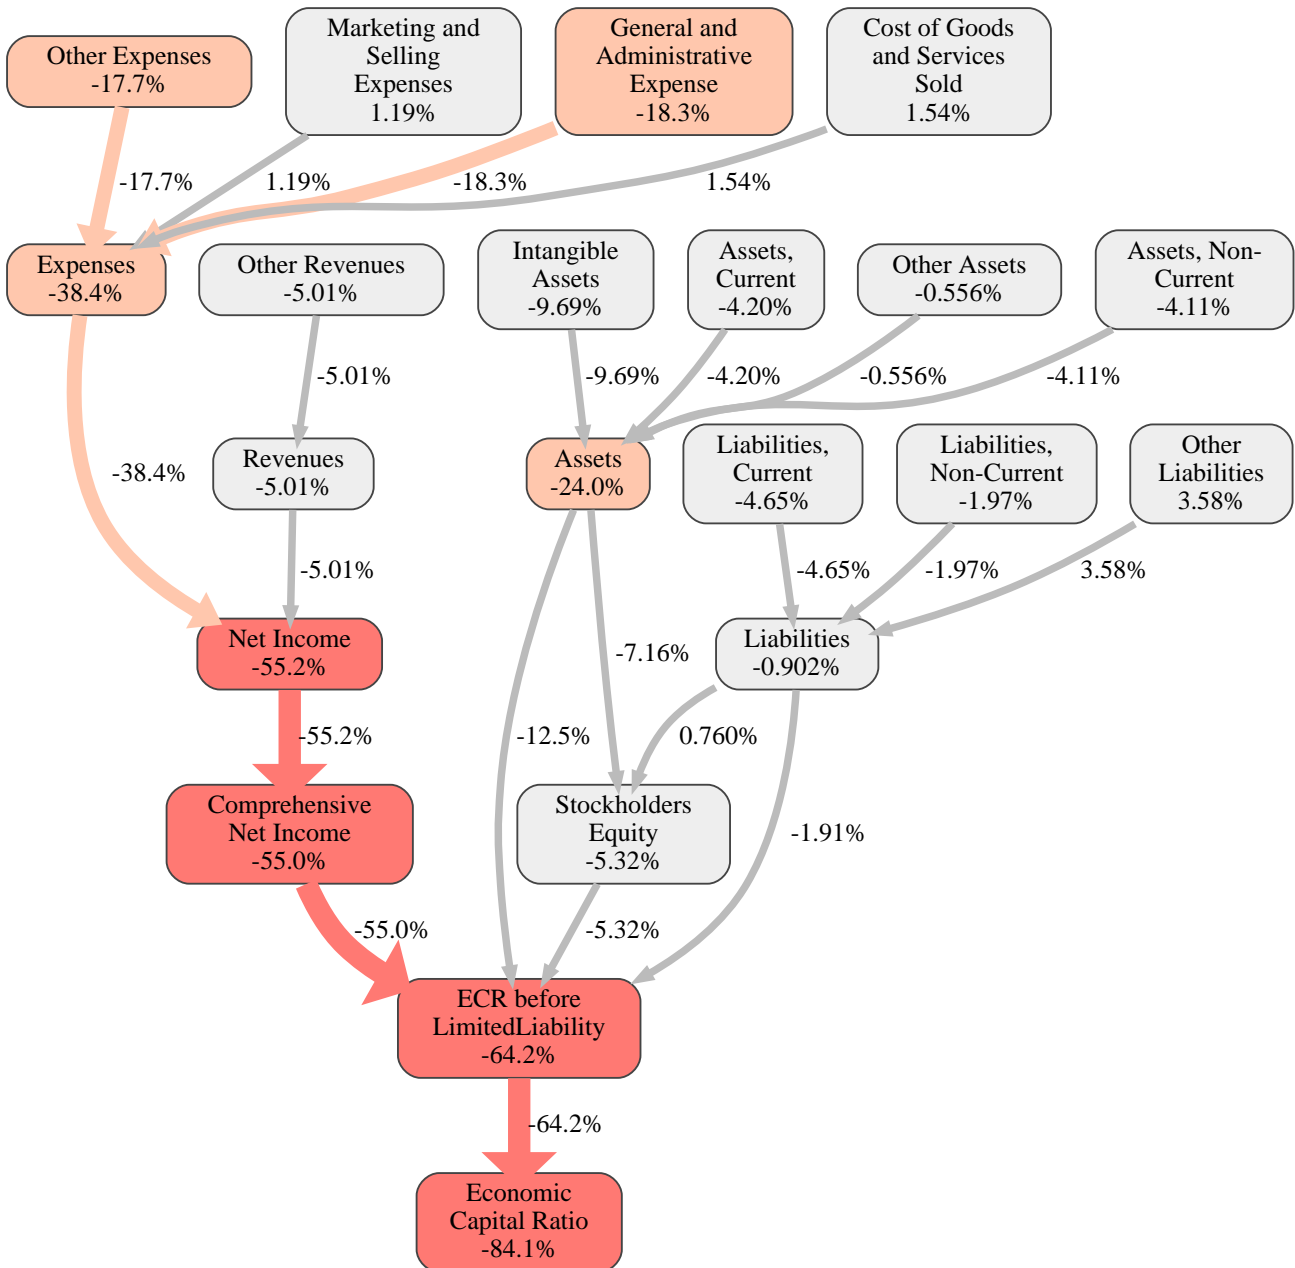 Other Expenses
-17.7%
Marketing and
Selling
Expenses
1.19%
General and
Administrative
Expense
-18.3%
Cost of Goods
and Services
Sold
1.54%
-17.7%
1.19%
-18.3%
1.54%
Expenses
-38.4%
Other Revenues
-5.01%
Intangible
Assets
-9.69%
Assets,
Current
-4.20%
Other Assets
-0.556%
Assets, Non-
Current
-4.11%
-5.01%
-9.69%
-4.20%
-0.556%
-4.11%
-38.4%
Revenues
-5.01%
Assets
-24.0%
Liabilities,
Current
-4.65%
Liabilities,
Non-Current
-1.97%
Other
Liabilities
3.58%
-5.01%
-4.65%
-1.97%
3.58%
Net Income
-55.2%
-7.16%
Liabilities
-0.902%
-55.2%
-12.5%
0.760%
Comprehensive
Net Income
-55.0%
Stockholders
Equity
-5.32%
-1.91%
-55.0%
-5.32%
ECR before
LimitedLiability
-64.2%
-64.2%
Economic
Capital Ratio
-84.1%